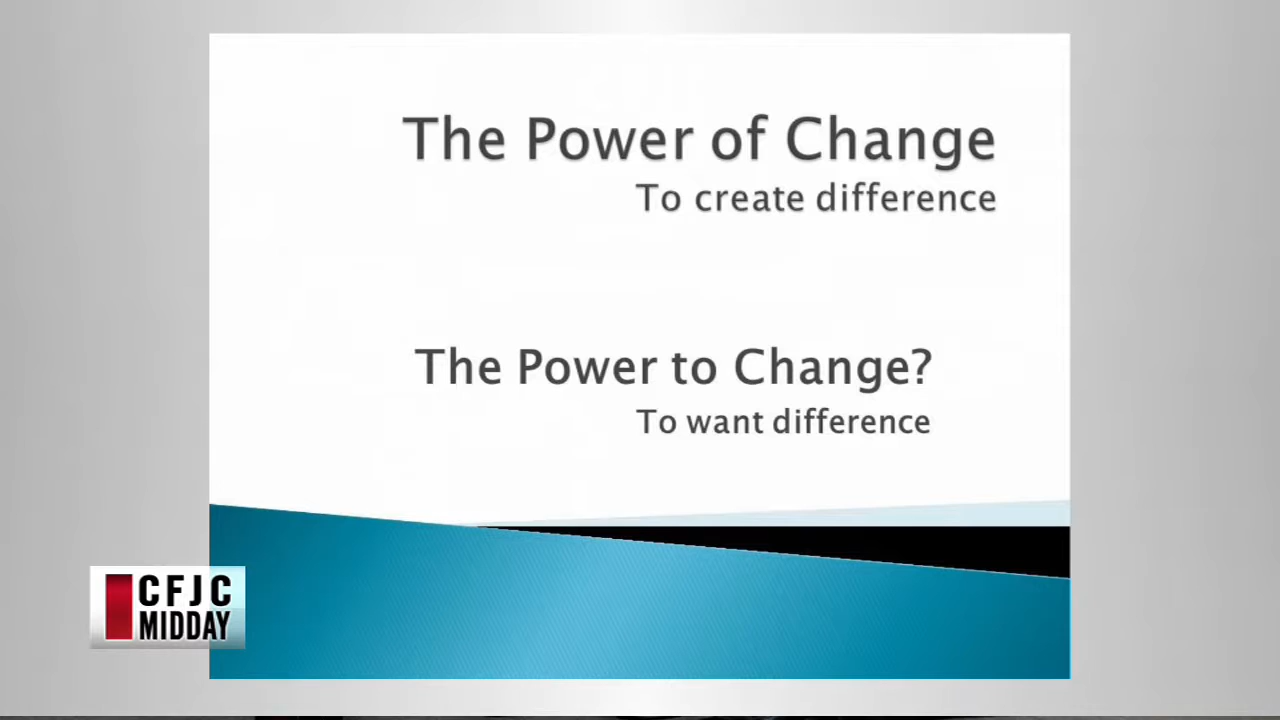 The Power of Change
To create difference
The Power to Change?
To want difference
CFJC
MIDDAY